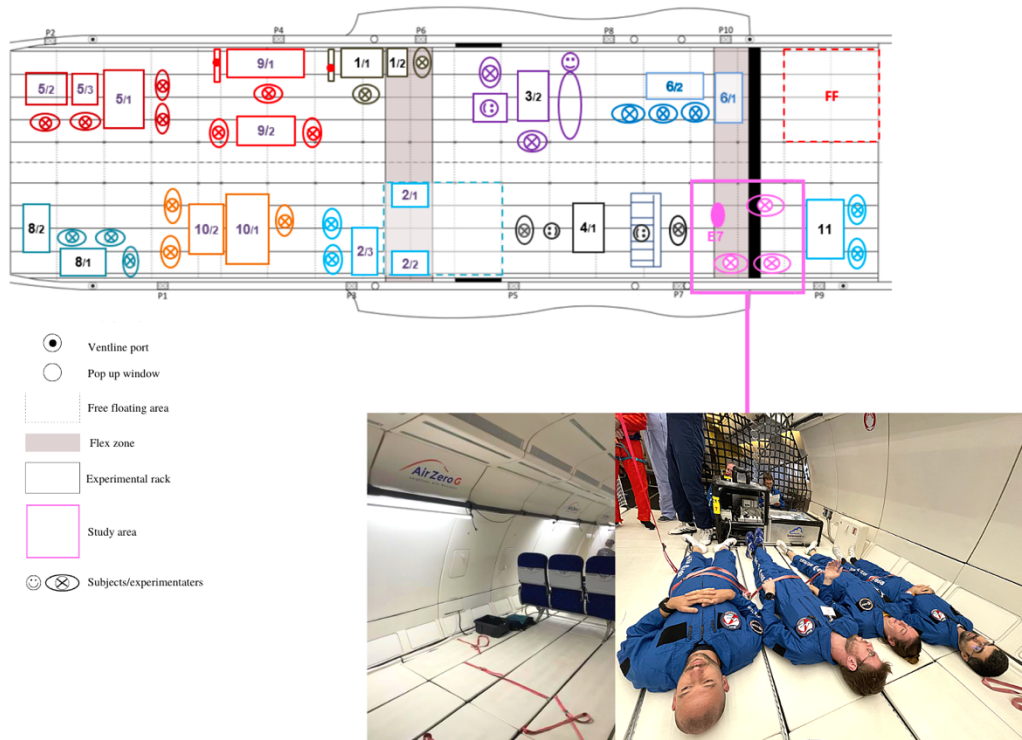 P2
P4
P6
P8
P10
9/1
1/1
1/2
5/2
5/3
5/1
3/2
6/2
6/1
FF
9/2
2/1
8/2
10/2
10/1
4/1
E7
11
2/3
8/1
2/2
P1
P3
P5
P7
P9
Ventline port
Pop up window
Free floating area
Flex zone
Experimental rack
Study area
Subjects/experimentaters
AirZeroG